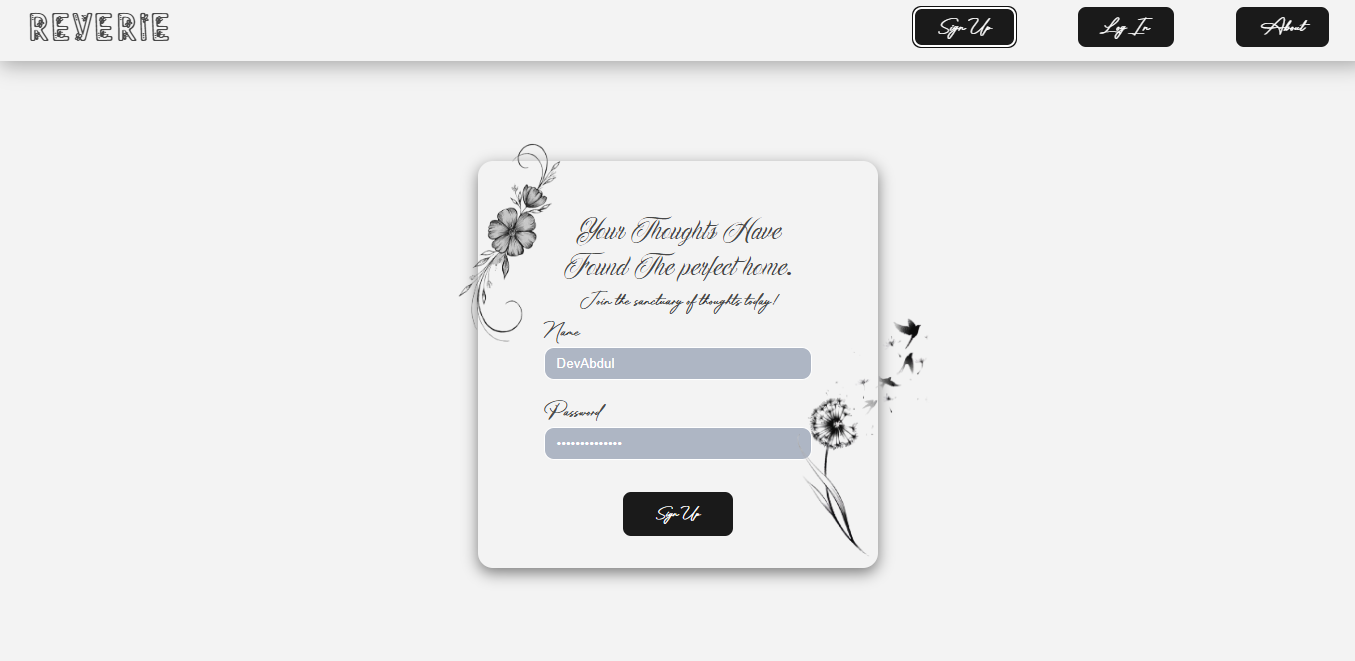 REVERIE
Sign Up
Log In
About
Your Thoughts Have
Found The perfect home.
Join the sanctuary of thoughts today!
Name
DevAbdul
Password
••••••••••••••
Sign Up